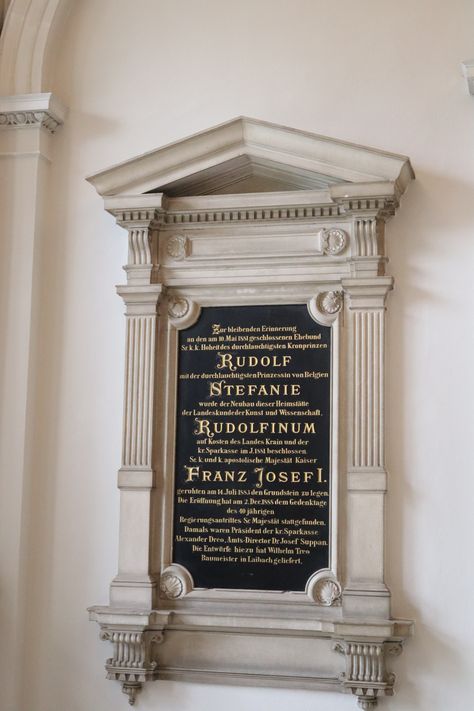 Zur bleibenden Erinnerung
an den am 10. Mai 1881 geschlossenen Ehebund
Sr. k. k. Hoheit des durchlauchtigsten Kronprinzen
RUDOLF
mit der durchlauchtigsten Prinzessin von Belgien
STEFANIE
wurde der Neubau dieser Heimstätte
der Landeskunde der Kunst und Wissenschaft,
RUDOLFINUM
auf Kosten des Landes Krain und der
kr. Sparkasse im J. 1881 beschlossen.
Se. k. und k. apostolische Majestät Kaiser
FRANZ JOSEF I.
geruhten am 14. Juli 1883 den Grundstein zu legen.
Die Eröffnung hat am 2. Dec. 1888 dem Gedenktage
des 40 jährigen
Regierungsantrittes Sr. Majestät stattgefunden.
Damals waren Präsident der kr. Sparkasse
Alexander Dreo, Amts-Director Dr. Josef Suppan.
Die Entwürfe hiezu hat Wilhelm Treo
Baumeister in Laibach geliefert.